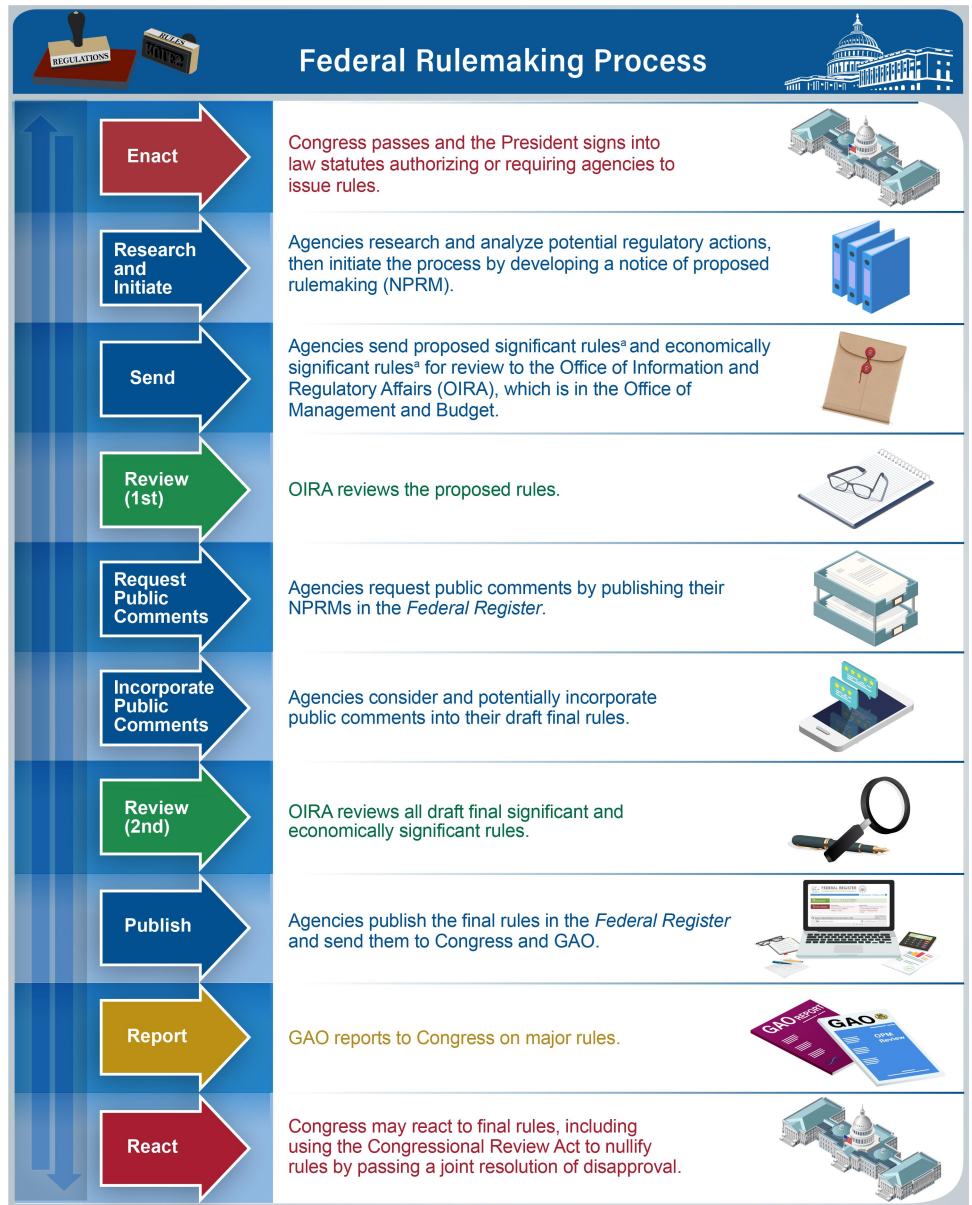 REGULATIONS
RULES
Federal Rulemaking Process
Enact
Congress passes and the President signs into
law statutes authorizing or requiring agencies to
issue rules.
Research
and
Initiate
Agencies research and analyze potential regulatory actions,
then initiate the process by developing a notice of proposed
rulemaking (NPRM).
Send
Agencies send proposed significant rulesᵃ and economically
significant rulesᵃ for review to the Office of Information and
Regulatory Affairs (OIRA), which is in the Office of
Management and Budget.
Review
(1st)
OIRA reviews the proposed rules.
Request
Public
Comments
Agencies request public comments by publishing their
NPRMs in the Federal Register.
Incorporate
Public
Comments
Agencies consider and potentially incorporate
public comments into their draft final rules.
Review
(2nd)
OIRA reviews all draft final significant and
economically significant rules.
Publish
Agencies publish the final rules in the Federal Register
and send them to Congress and GAO.
FEDERAL REGISTER
Report
GAO reports to Congress on major rules.
GAO REPORT
GAO
OPM
Review
React
Congress may react to final rules, including
using the Congressional Review Act to nullify
rules by passing a joint resolution of disapproval.